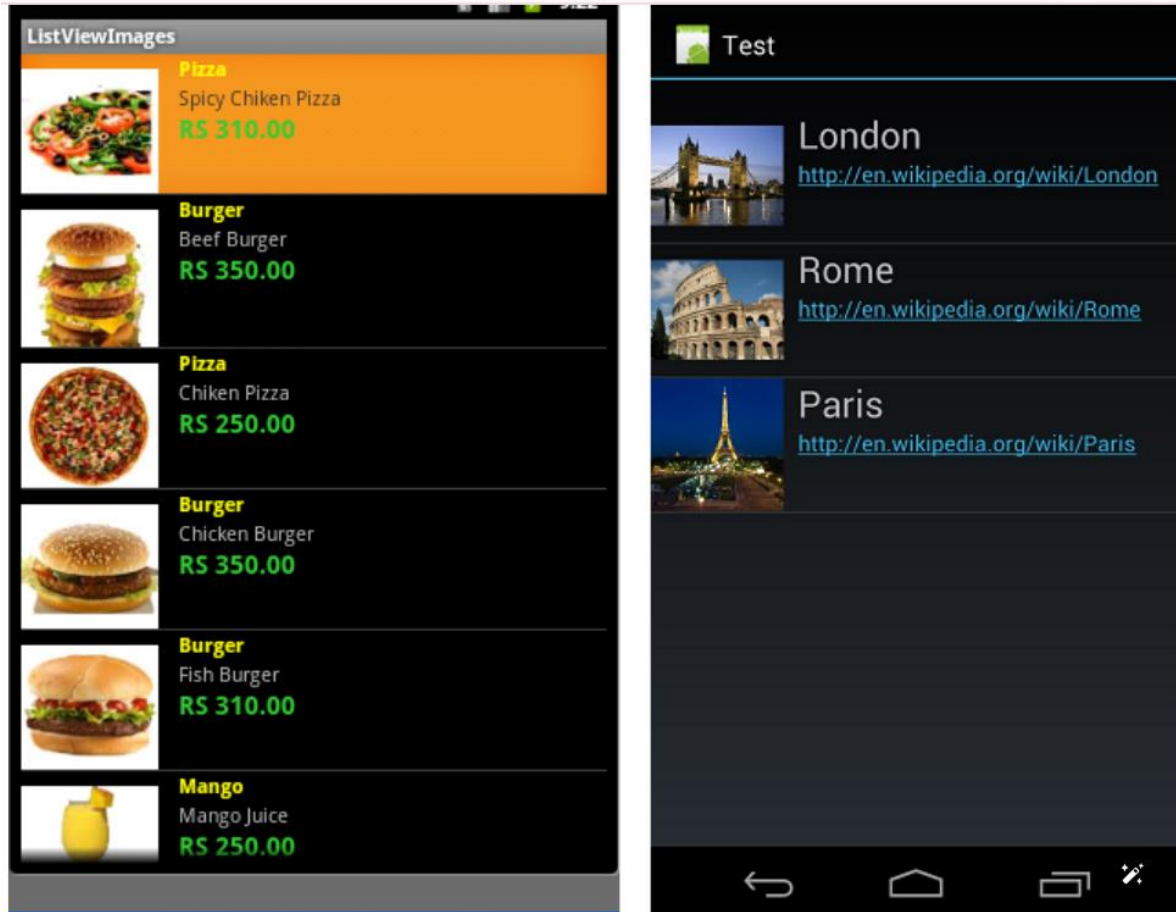 9:22
ListViewImages
Pizza
Spicy Chiken Pizza
RS 310.00
Burger
Beef Burger
RS 350.00
Pizza
Chiken Pizza
RS 250.00
Burger
Chicken Burger
RS 350.00
Burger
Fish Burger
RS 310.00
Mango
Mango Juice
RS 250.00
Test
London
http://en.wikipedia.org/wiki/London
Rome
http://en.wikipedia.org/wiki/Rome
Paris
http://en.wikipedia.org/wiki/Paris